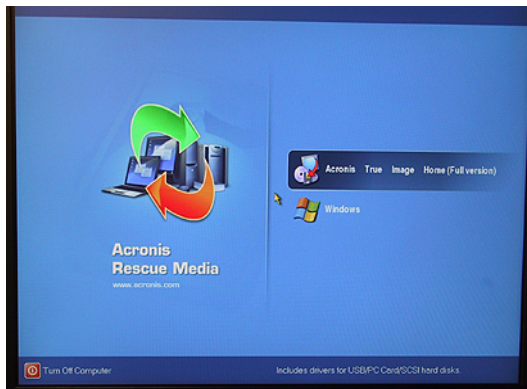 Acronis True Image Home (Full version)
Windows
Acronis
Rescue Media
www.acronis.com
Turn Off Computer
Includes drivers for USB/PC Card/SCSI hard disks.